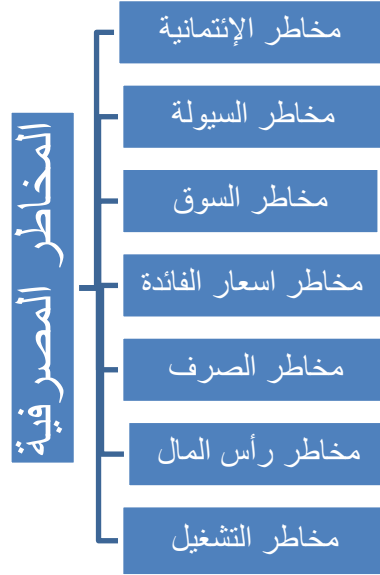 المخاطر المصرفية
مخاطر الإئتمانية
مخاطر السيولة
مخاطر السوق
مخاطر اسعار الفائدة
مخاطر الصرف
مخاطر رأس المال
مخاطر التشغيل